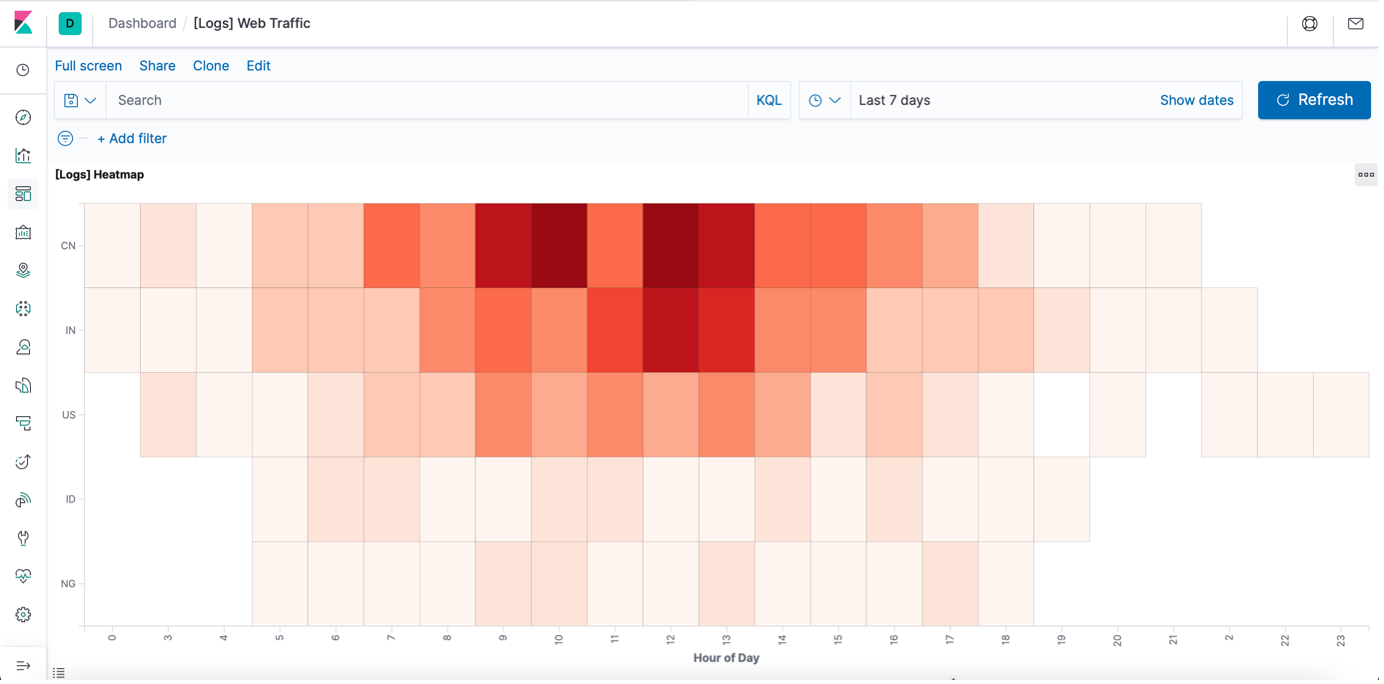 D Dashboard / [Logs] Web Traffic
Full screen Share Clone Edit
Search KQL Last 7 days Show dates Refresh
+ Add filter
[Logs] Heatmap
CN
IN
US
ID
NG
0 3 4 5 6 7 8 9 10 11 12 13 14 15 16 17 18 19 20 21 2 22 23
Hour of Day